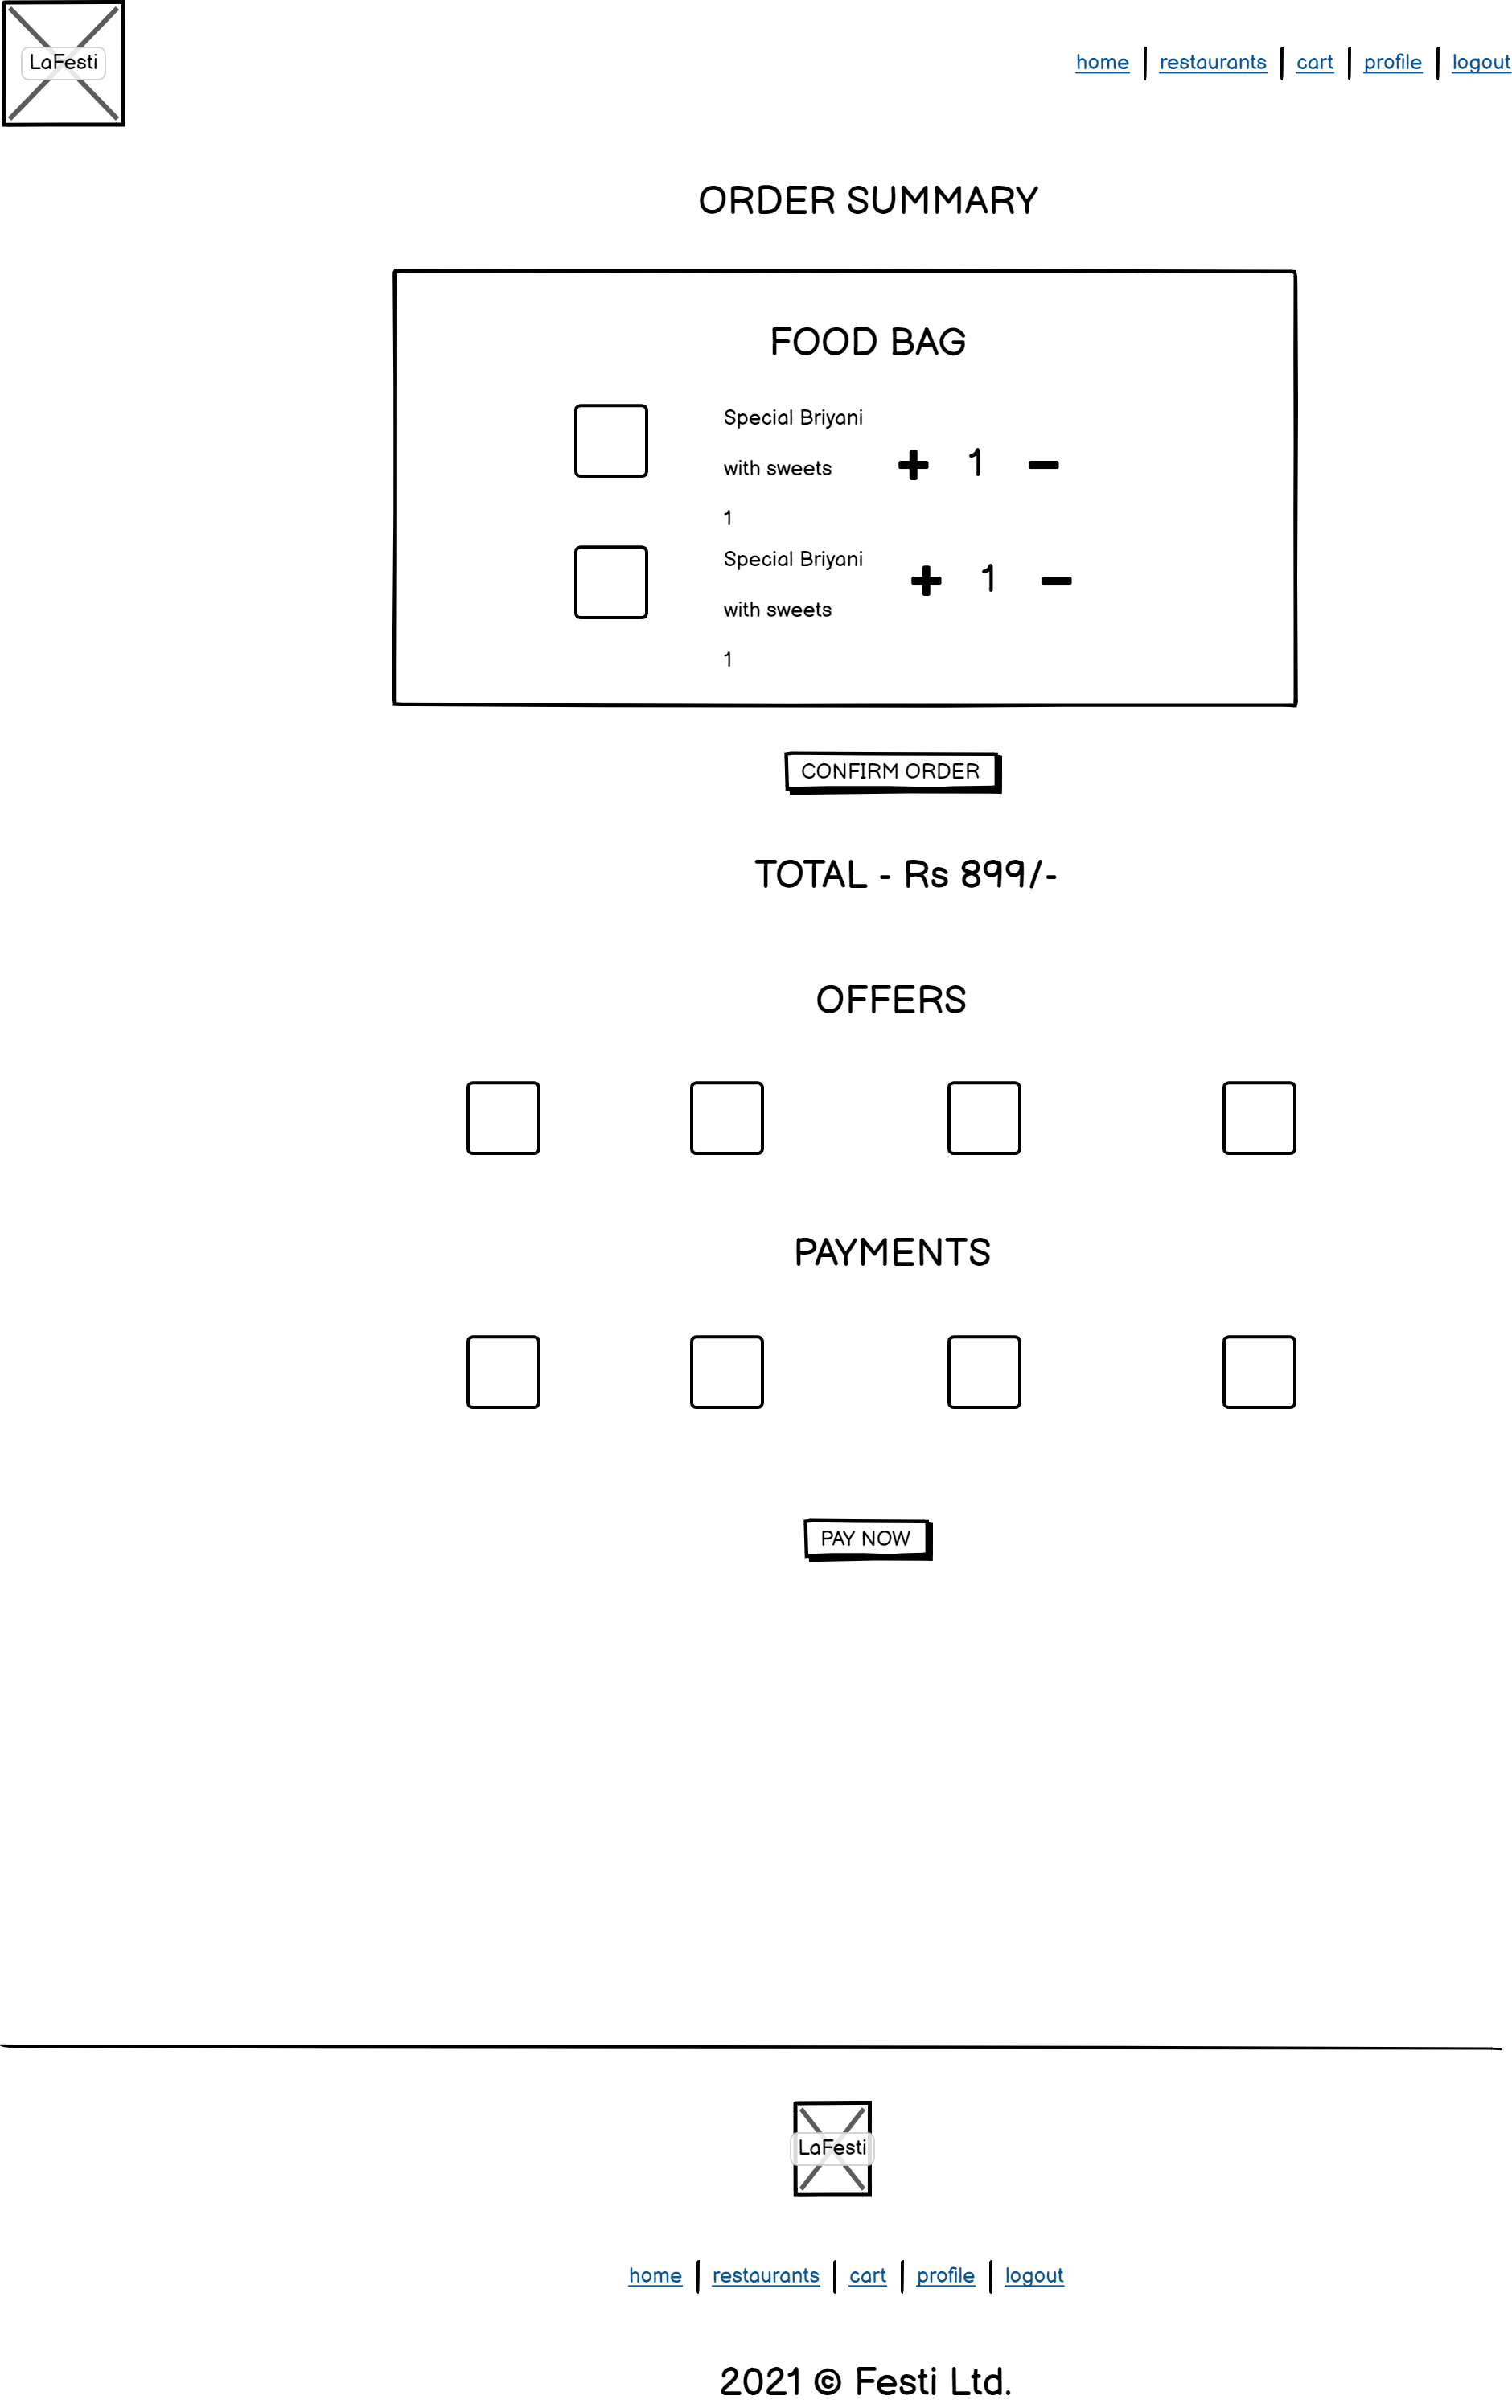 LaFesti
home | restaurants | cart | profile | logout
ORDER SUMMARY
FOOD BAG
Special Briyani
with sweets
1
+ 1 -
Special Briyani
with sweets
1
+ 1 -
CONFIRM ORDER
TOTAL - Rs 899/-
OFFERS
PAYMENTS
PAY NOW
LaFesti
home | restaurants | cart | profile | logout
2021 © Festi Ltd.